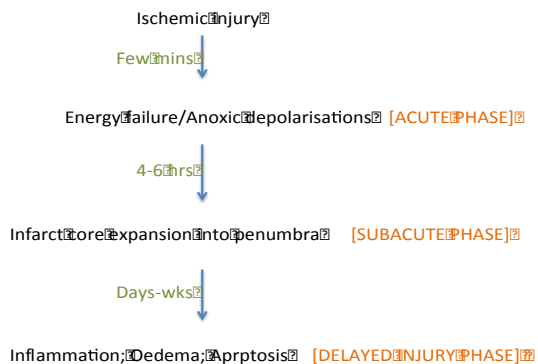 Ischemic Injury
Few mins
Energy failure/Anoxic depolarisations [ACUTE PHASE]
4-6 hrs
Infarct core expansion into penumbra [SUBACUTE PHASE]
Days-wks
Inflammation; Oedema; Aprptosis [DELAYED INJURY PHASE]